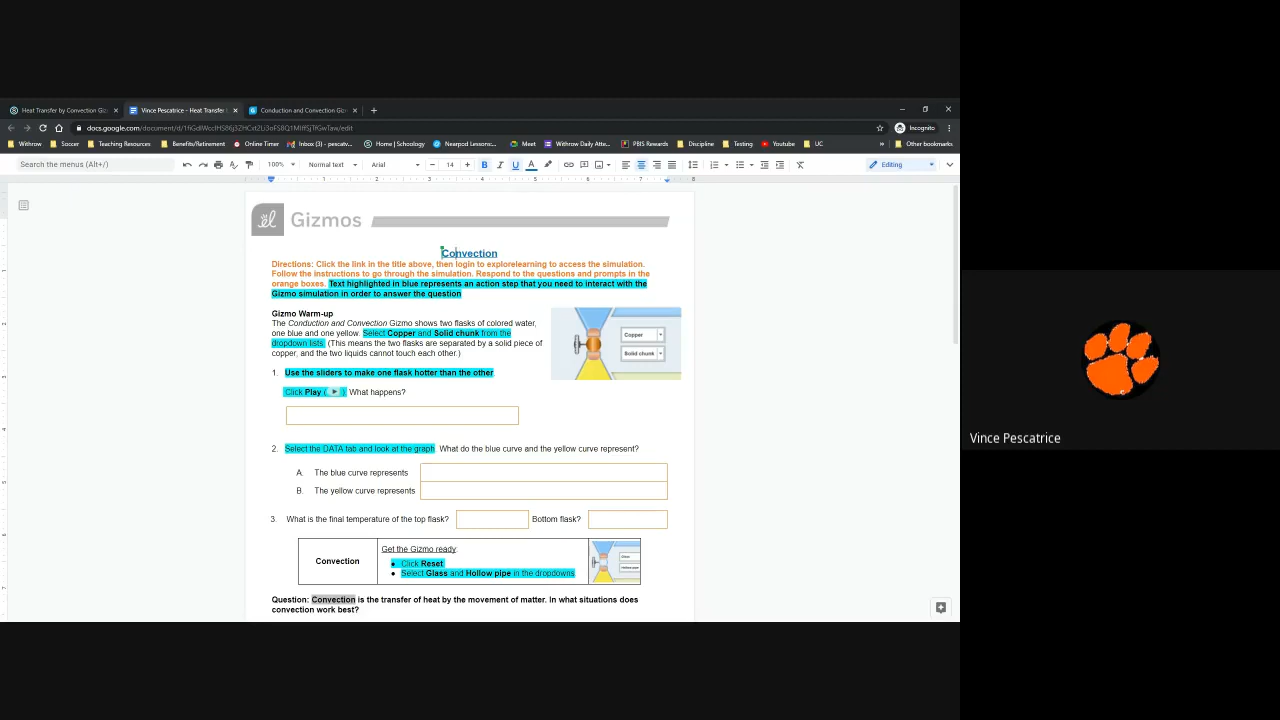 Heat Transfer by Convection Giz
Vince Pescatrice - Heat Transfer
Conduction and Convection Giz
Incognito
Withrow
Soccer
Teaching Resources
Benefits/Retirement
Online Timer
Inbox (3) - pescatv...
Home | Schoology
Nearpod Lessons:...
Meet
Withrow Daily Atte...
PBIS Rewards
Discipline
Testing
Youtube
UC
Other bookmarks
Search the menus (Alt+/)
100%
Normal text
Arial
14
Editing
Gizmos
Convection
Directions: Click the link in the title above, then login to explorelearning to access the simulation.
Follow the instructions to go through the simulation. Respond to the questions and prompts in the
orange boxes. Text highlighted in blue represents an action step that you need to interact with the
Gizmo simulation in order to answer the question
Gizmo Warm-up
The Conduction and Convection Gizmo shows two flasks of colored water,
one blue and one yellow. Select Copper and Solid chunk from the
dropdown lists. (This means the two flasks are separated by a solid piece of
copper, and the two liquids cannot touch each other.)
Copper
Solid chunk
1. Use the sliders to make one flask hotter than the other
Click Play ( ) What happens?
2. Select the DATA tab and look at the graph What do the blue curve and the yellow curve represent?
A. The blue curve represents
B. The yellow curve represents
3. What is the final temperature of the top flask? Bottom flask?
Convection
Get the Gizmo ready:
● Click Reset
● Select Glass and Hollow pipe in the dropdowns
Glass
Hollow pipe
Question: Convection is the transfer of heat by the movement of matter. In what situations does
convection work best?
Vince Pescatrice